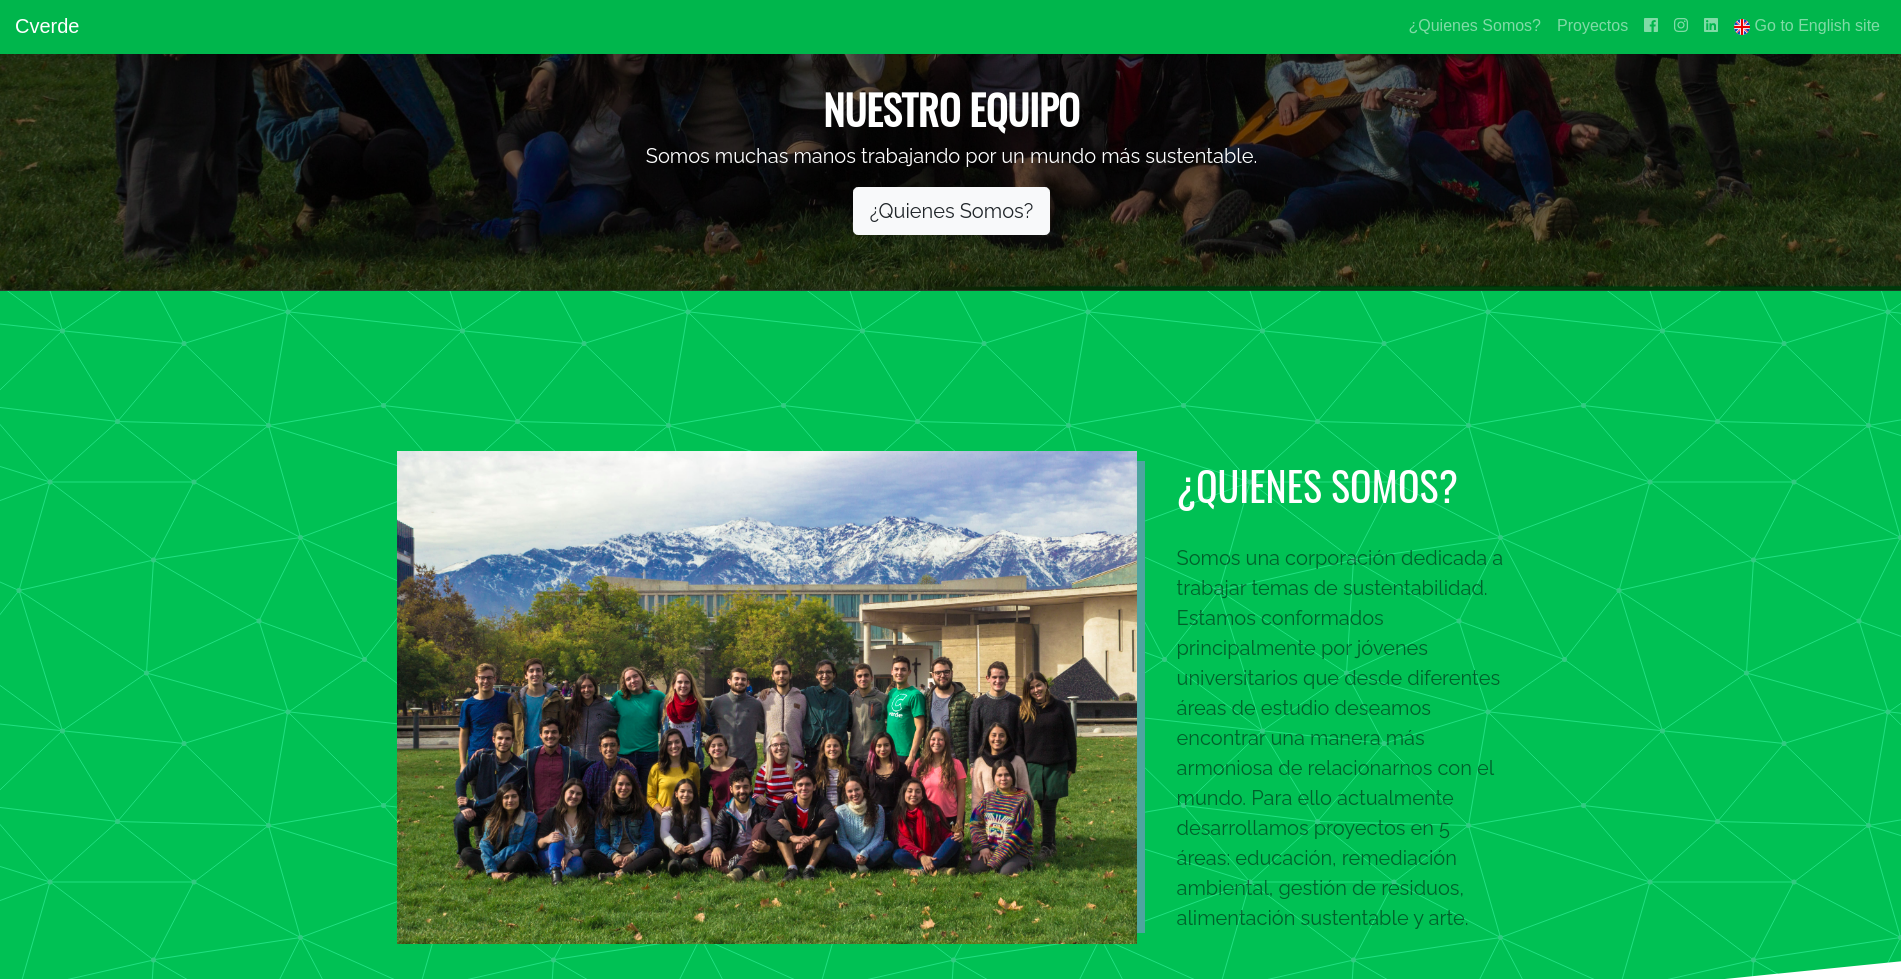 Cverde
¿Quienes Somos?
Proyectos
Go to English site
NUESTRO EQUIPO
Somos muchas manos trabajando por un mundo más sustentable.
¿Quienes Somos?
¿QUIENES SOMOS?
Somos una corporación dedicada a
trabajar temas de sustentabilidad.
Estamos conformados
principalmente por jóvenes
universitarios que desde diferentes
áreas de estudio deseamos
encontrar una manera más
armoniosa de relacionarnos con el
mundo. Para ello actualmente
desarrollamos proyectos en 5
áreas: educación, remediación
ambiental, gestión de residuos,
alimentación sustentable y arte.